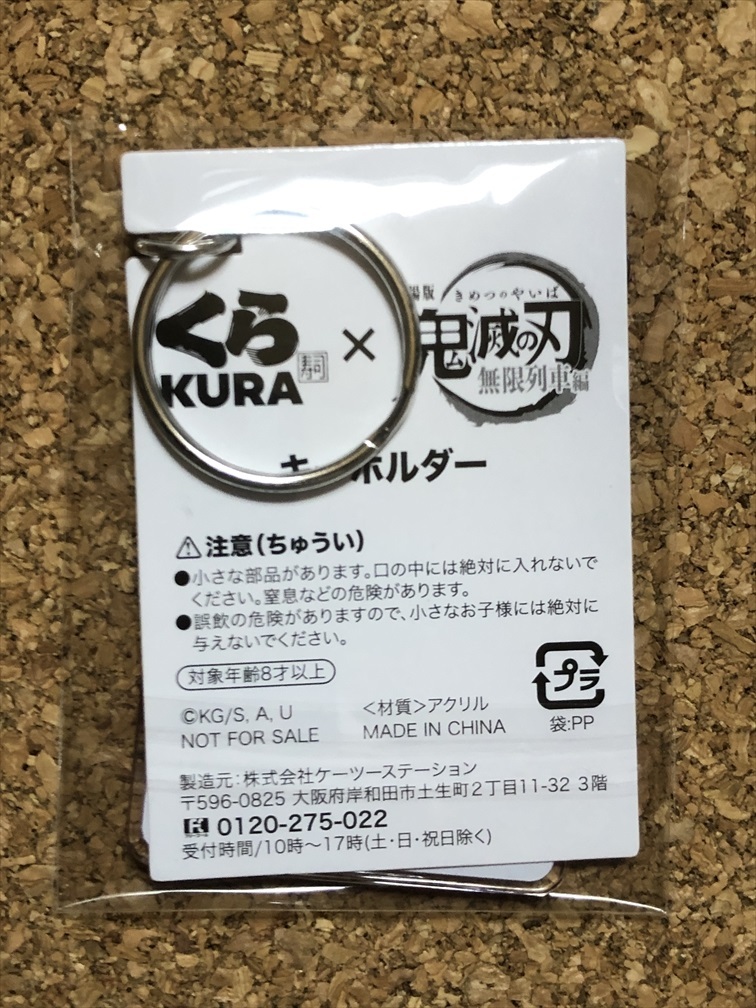 くら
KURA
寿司
×
場版
きめつのやいば
鬼滅の刃
無限列車編
キーホルダー
⚠注意(ちゅうい)
●小さな部品があります。口の中には絶対に入れないで
ください。窒息などの危険があります。
●誤飲の危険がありますので、小さなお子様には絶対に
与えないでください。
対象年齢8才以上
©KG/S, A, U
NOT FOR SALE
<材質>アクリル
MADE IN CHINA
プラ
袋:PP
製造元:株式会社ケーツーステーション
〒596-0825 大阪府岸和田市土生町2丁目11-32 3階
0120-275-022
受付時間/10時~17時(土・日・祝日除く)